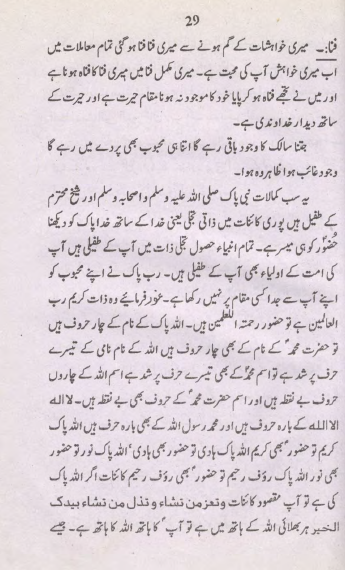 29
فنا:۔ میری خواہشات کے گم ہونے سے میری فنا فنا ہو گئی تمام معاملات میں
اب میری خواہش آپ کی محبت ہے۔ میری مکمل فنا میں میری فنا کا فناہ ہونا ہے
اور میں نے تجھے فناہ ہو کر پایا خود کا موجود نہ ہونا مقام حیرت ہے اور حیرت کے
ساتھ دیدار خداوندی ہے۔
جتنا سالک کا وجود باقی رہے گا اتنا ہی محبوب بھی پردے میں رہے گا
وجود غائب ہوا ظاہر وہ ہوا۔
یہ سب کمالات نبی پاک صلی اللہ علیہ وسلم و اصحابہ وسلم اور شیخ محترم
کے طفیل ہیں پوری کائنات میں ذاتی تجلی یعنی خدا کے ساتھ خدا پاک کو دیکھنا
حضورؐ کو ہی میسر ہے۔ تمام انبیاء حصول تجلی ذات میں آپ کے طفیلی ہیں آپ
کی امت کے اولیاء بھی آپ کے طفیلی ہیں۔ رب پاک نے اپنے محبوب کو
اپنے آپ سے جدا کسی مقام پر نہیں رکھا ہے۔ غور فرمائیے وہ ذات کریم رب
العالمین ہے تو حضور رحمتہ اللعلمین ہیں۔ اللہ پاک کے نام کے چار حروف ہیں
تو حضرت محمدؐ کے نام کے بھی چار حروف ہیں اللہ کے نام نامی کے تیسرے
حرف پر شد ہے تو اسم محمدؐ کے بھی تیسرے حرف پر شد ہے اسم اللہ کے چاروں
حرف بے نقطہ ہیں اور اسم حضرت محمدؐ کے حروف بھی بے نقطہ ہیں۔ لا الہ
الا اللہ کے بارہ حروف ہیں اور محمد رسول اللہ کے بھی بارہ حرف ہیں اللہ پاک
کریم تو حضورؐ بھی کریم اللہ پاک ہادی تو حضورؐ بھی ہادی، اللہ پاک نور تو حضور
بھی نور اللہ پاک رؤف رحیم تو حضورؐ بھی رؤف رحیم کائنات اگر اللہ پاک
کی ہے تو آپ مقصود کائنات وتعز من تشاء و تذل من تشاء بیدک
الخیر ہر بھلائی اللہ کے ہاتھ میں ہے تو آپؐ کا ہاتھ اللہ کا ہاتھ ہے۔ جیسے